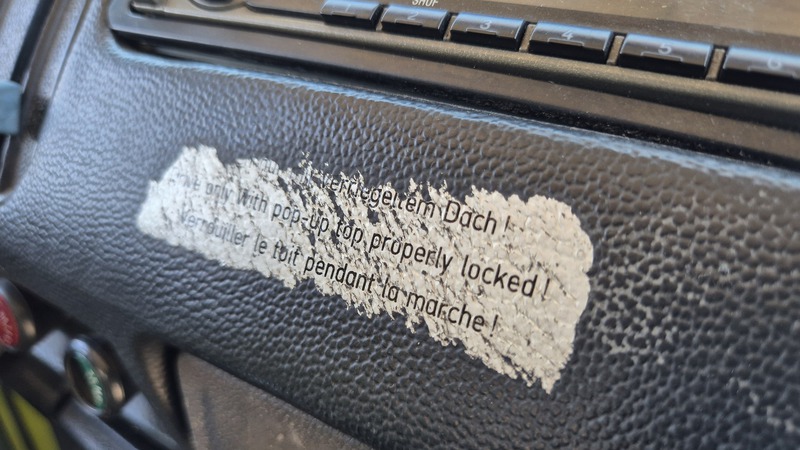 SHUF
1 2 3 4 5 6
verriegeltem Dach !
only with pop-up top properly locked !
Verrouiller le toit pendant la marche !